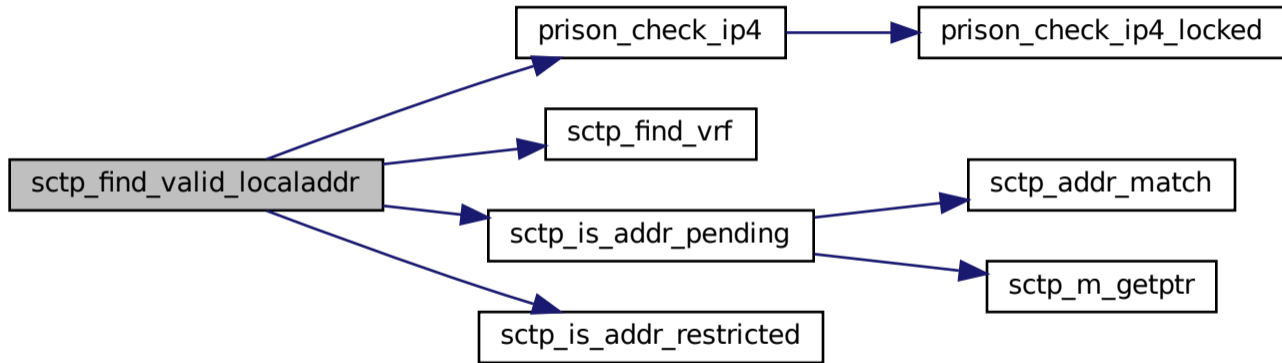 prison_check_ip4
prison_check_ip4_locked
sctp_find_vrf
sctp_find_valid_localaddr
sctp_addr_match
sctp_is_addr_pending
sctp_m_getptr
sctp_is_addr_restricted